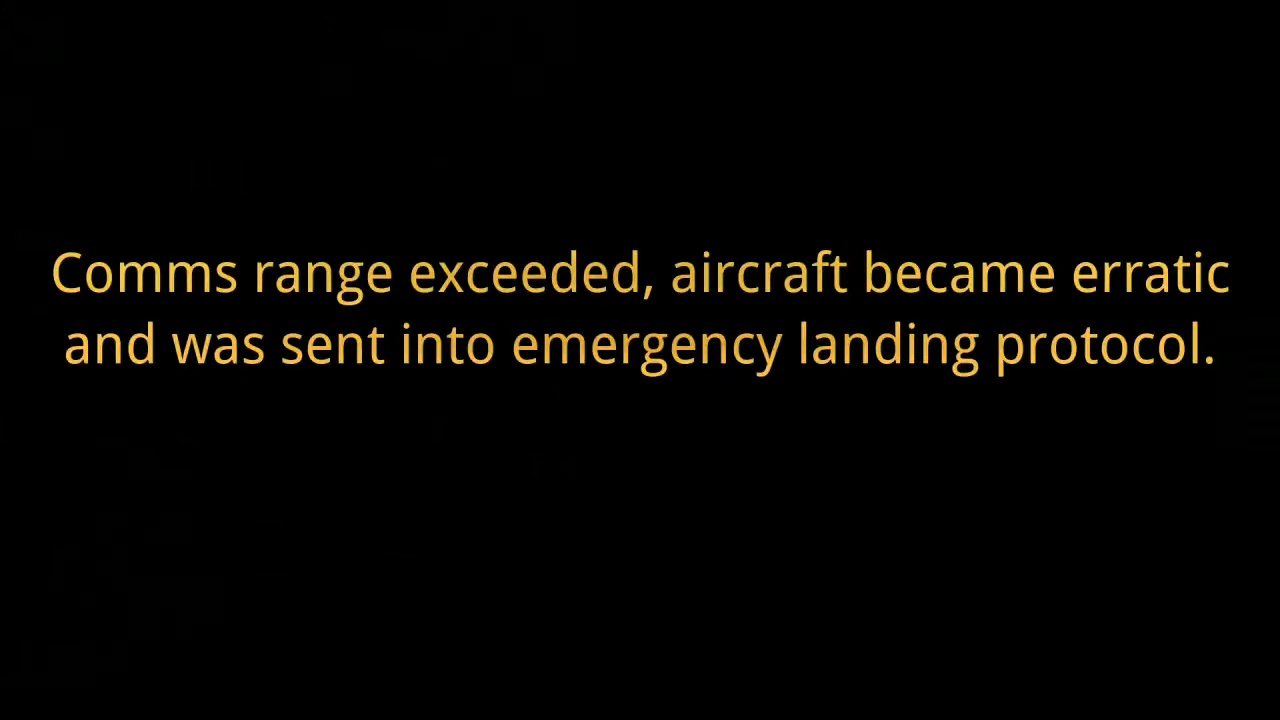 Comms range exceeded, aircraft became erratic
and was sent into emergency landing protocol.